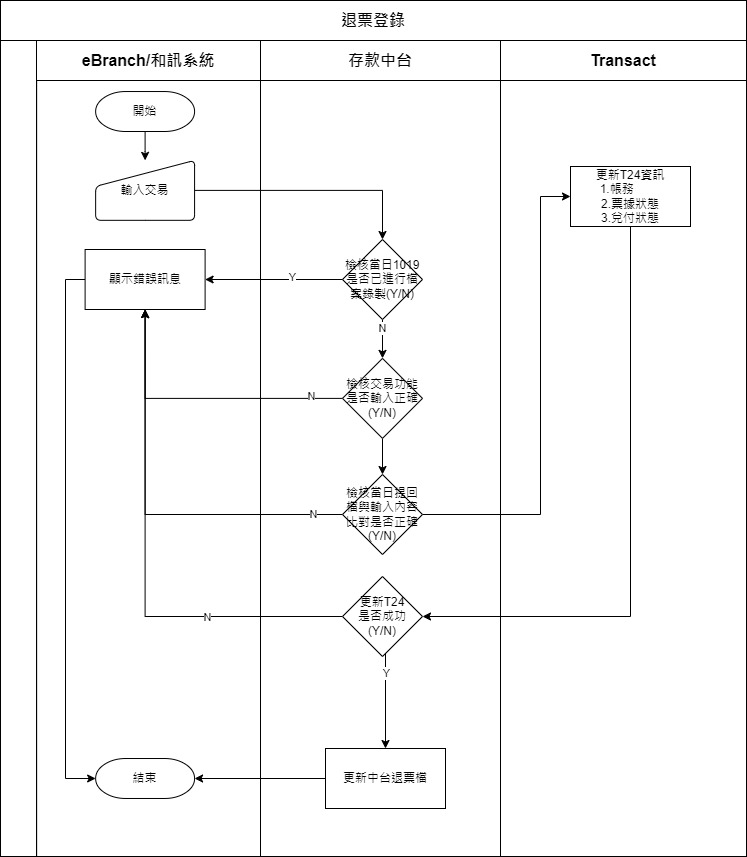 退票登錄
eBranch/和訊系統
存款中台
Transact
開始
輸入交易
更新T24資訊
1.帳務
2.票據狀態
3.兌付狀態
顯示錯誤訊息
Y
檢核當日1019
是否已進行檔
案錄製(Y/N)
N
N
檢核交易功能
是否輸入正確
(Y/N)
N
檢核當日提回
檔與輸入內容
比對是否正確
(Y/N)
N
更新T24
是否成功
(Y/N)
Y
結束
更新中台退票檔